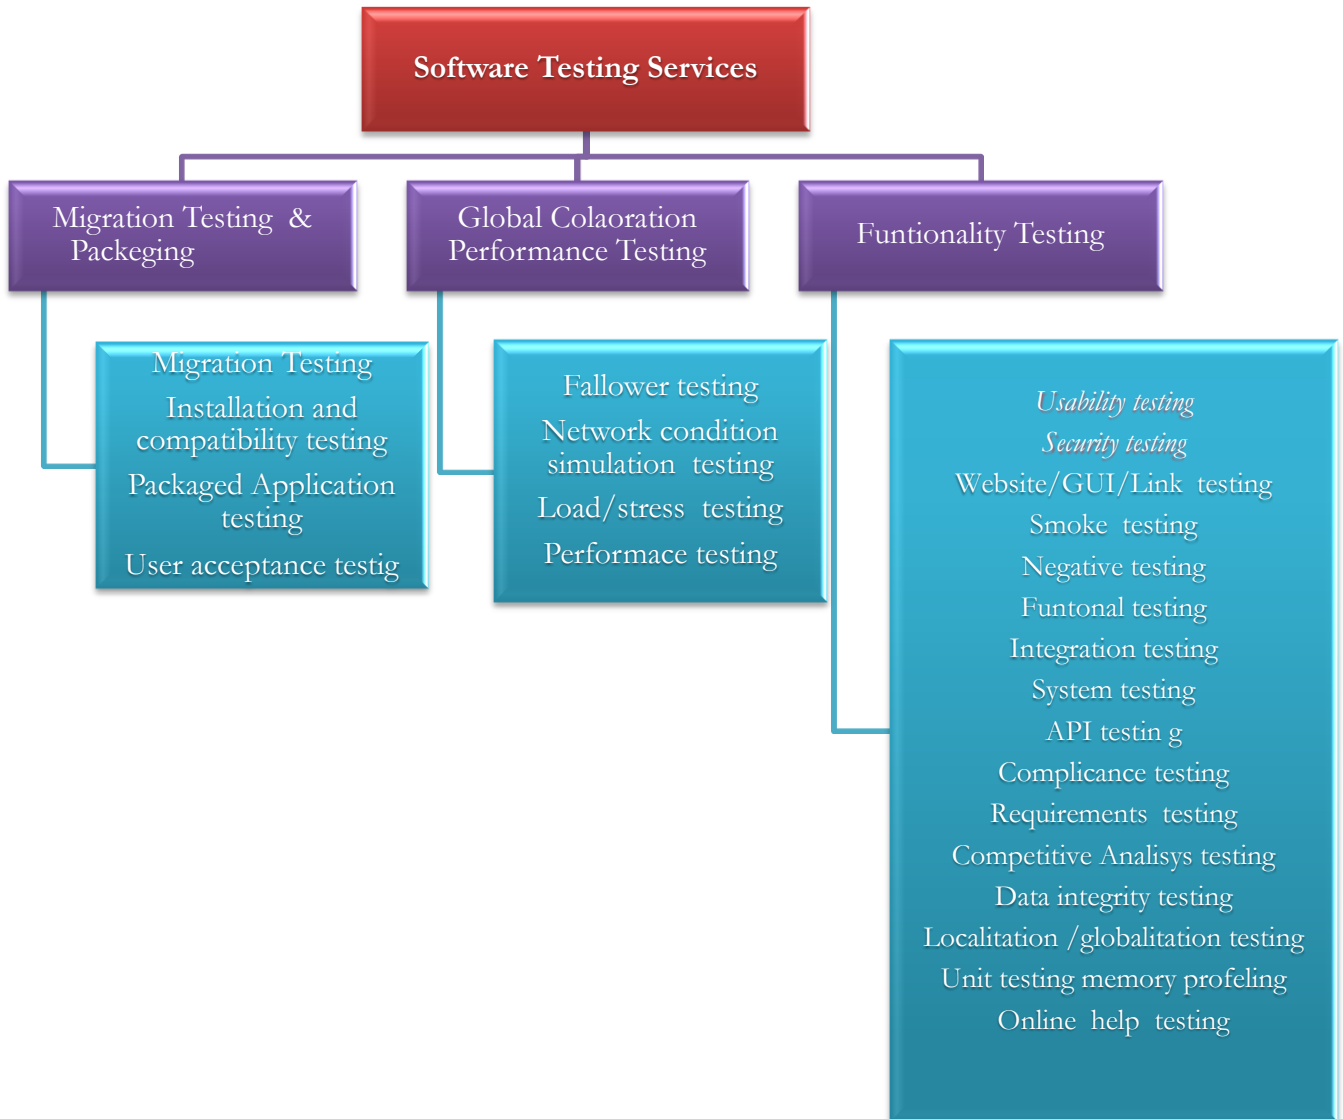 Software Testing Services
Migration Testing &
Packeging
Global Colaoration
Performance Testing
Funtionality Testing
Migration Testing
Installation and
compatibility testing
Packaged Application
testing
User acceptance testig
Fallower testing
Network condition
simulation testing
Load/stress testing
Performace testing
Usability testing
Security testing
Website/GUI/Link testing
Smoke testing
Negative testing
Funtonal testing
Integration testing
System testing
API testin g
Complicance testing
Requirements testing
Competitive Analisys testing
Data integrity testing
Localitation /globalitation testing
Unit testing memory profeling
Online help testing